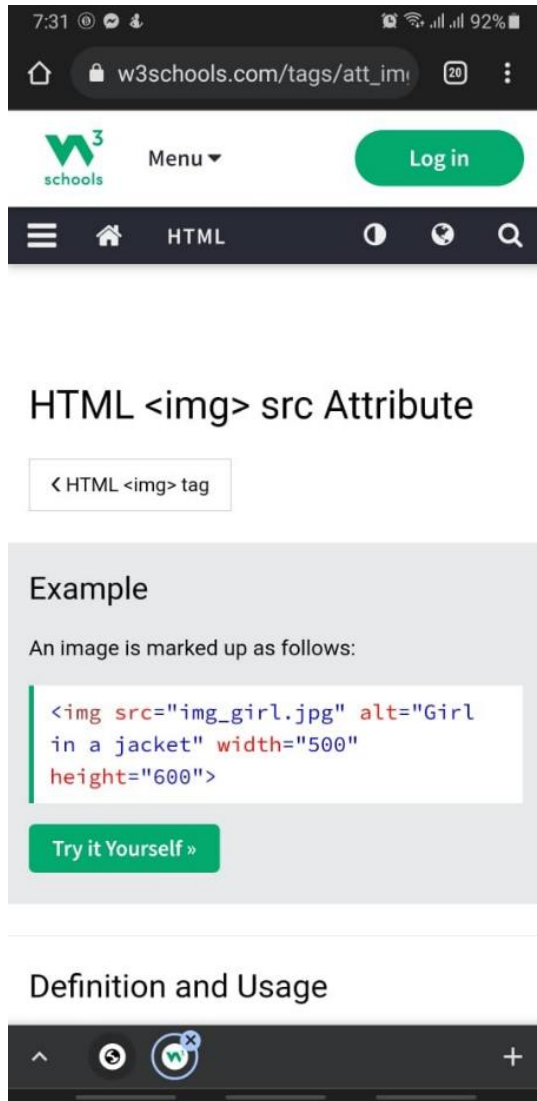 7:31 92%
w3schools.com/tags/att_im 20
3
schools Menu Log in
HTML
HTML <img> src Attribute
❮ HTML <img> tag
Example
An image is marked up as follows:
<img src="img_girl.jpg" alt="Girl
in a jacket" width="500"
height="600">
Try it Yourself »
Definition and Usage